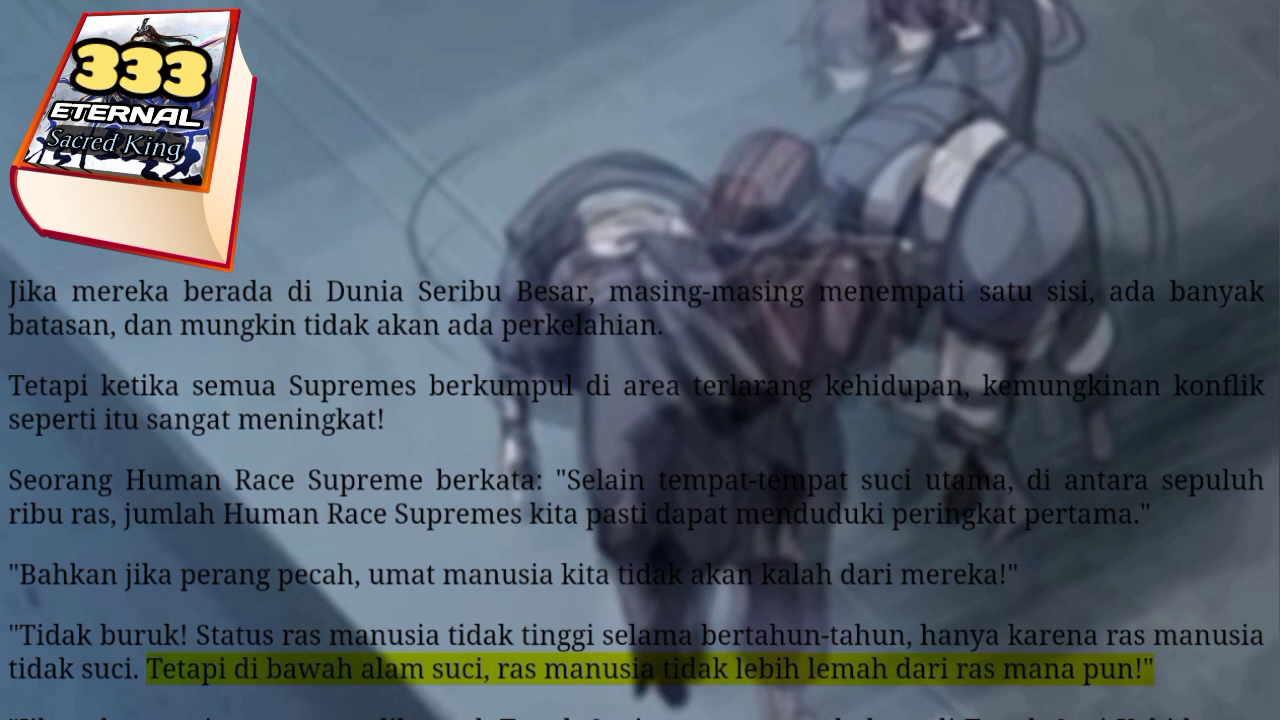 333
ETERNAL
Sacred King
Jika mereka berada di Dunia Seribu Besar, masing-masing menempati satu sisi, ada banyak
batasan, dan mungkin tidak akan ada perkelahian.
Tetapi ketika semua Supremes berkumpul di area terlarang kehidupan, kemungkinan konflik
seperti itu sangat meningkat!
Seorang Human Race Supreme berkata: "Selain tempat-tempat suci utama, di antara sepuluh
ribu ras, jumlah Human Race Supremes kita pasti dapat menduduki peringkat pertama."
"Bahkan jika perang pecah, umat manusia kita tidak akan kalah dari mereka!"
"Tidak buruk! Status ras manusia tidak tinggi selama bertahun-tahun, hanya karena ras manusia
tidak suci. Tetapi di bawah alam suci, ras manusia tidak lebih lemah dari ras mana pun!"